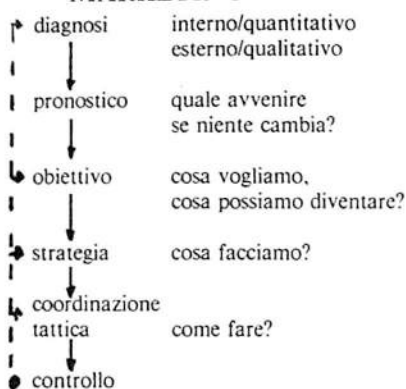 diagnosi interno/quantitativo
esterno/qualitativo
pronostico quale avvenire
se niente cambia?
obiettivo cosa vogliamo,
cosa possiamo diventare?
strategia cosa facciamo?
coordinazione
tattica come fare?
controllo